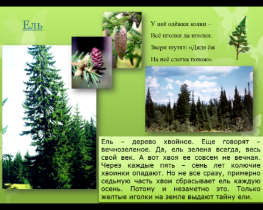 Ель
У неё одёжки колки –
Всё иголки да иголки.
Звери шутят: «Дядя ёж
На неё слегка похож».
Ель – дерево хвойное. Еще говорят –
вечнозеленое. Да, ель зелена всегда, весь
свой век. А вот хвоя ее совсем не вечная.
Через каждые пять – семь лет колючие
хвоинки опадают. Но не все сразу, примерно
седьмую часть хвои сбрасывает ель каждую
осень. Потому и незаметно это. Только
желтые иголки на земле выдают тайну ели.